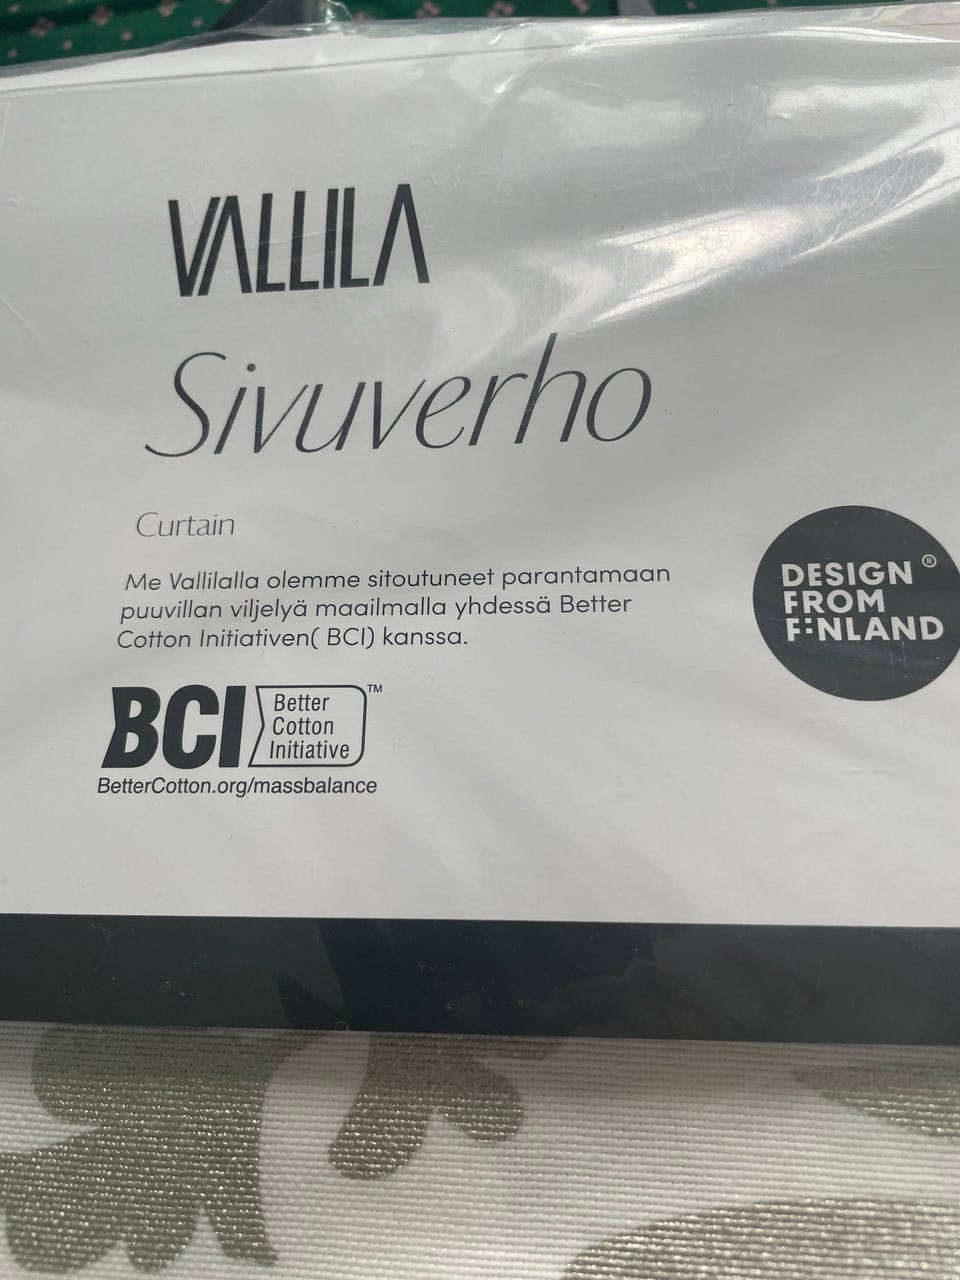 VALLILA
Sivuverho
Curtain
Me Vallilalla olemme sitoutuneet parantamaan
puuvillan viljelyä maailmalla yhdessä Better
Cotton Initiativen( BCI) kanssa.
DESIGN ®
FROM
FINLAND
BCI
Better
Cotton
Initiative
™
BetterCotton.org/massbalance